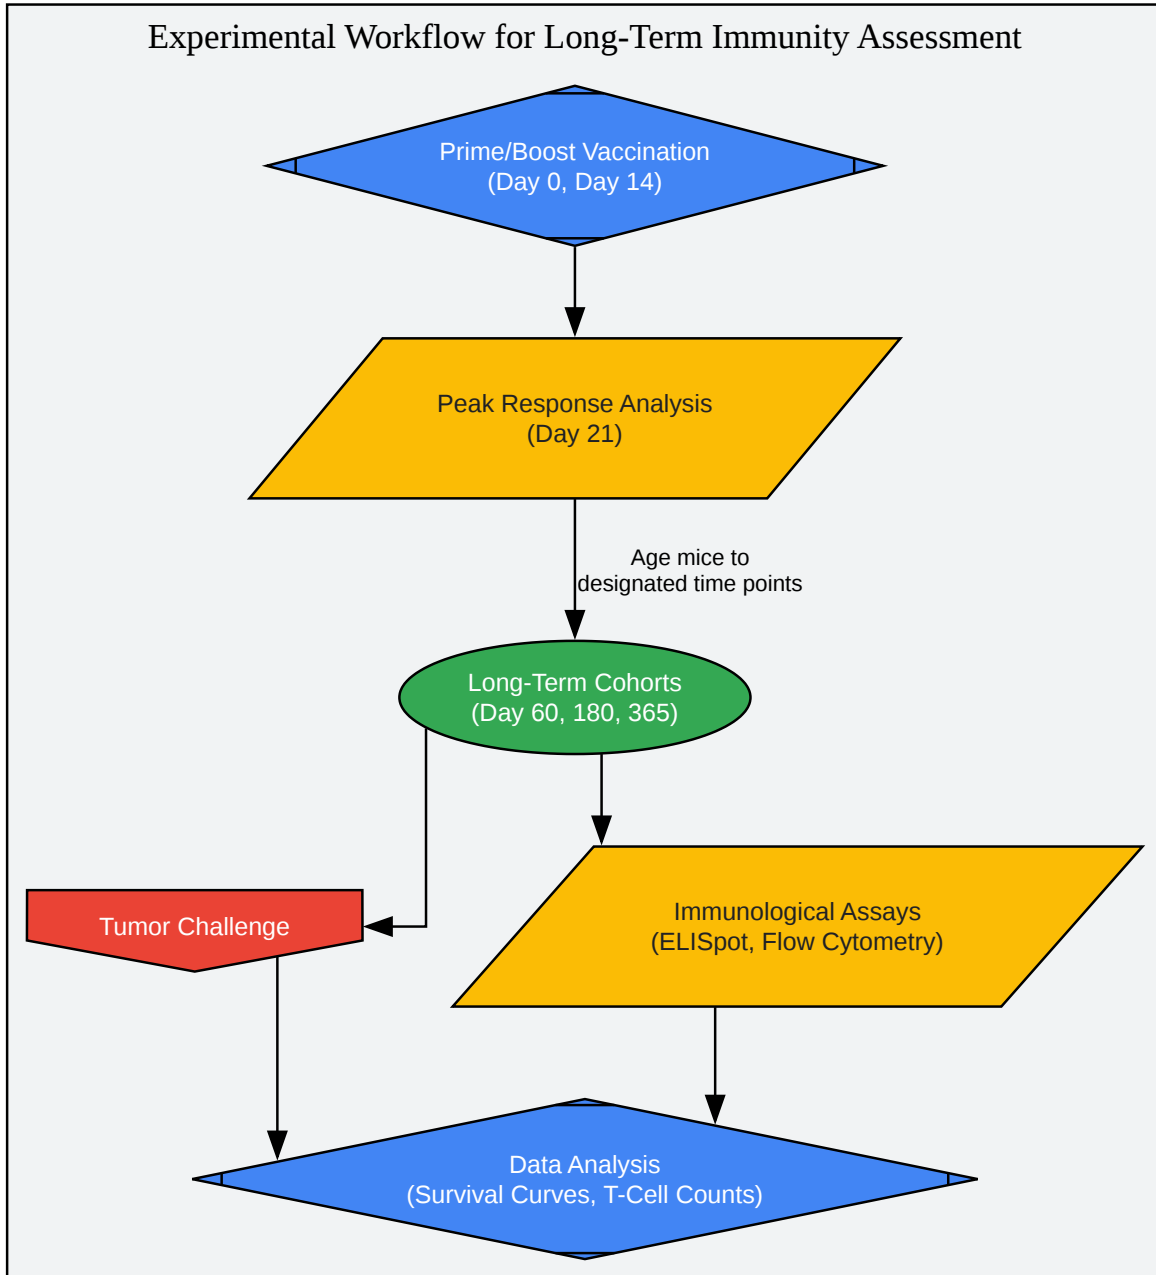 Experimental Workflow for Long-Term Immunity Assessment
Prime/Boost Vaccination
(Day 0, Day 14)
Peak Response Analysis
(Day 21)
Age mice to
designated time points
Long-Term Cohorts
(Day 60, 180, 365)
Tumor Challenge
Immunological Assays
(ELISpot, Flow Cytometry)
Data Analysis
(Survival Curves, T-Cell Counts)